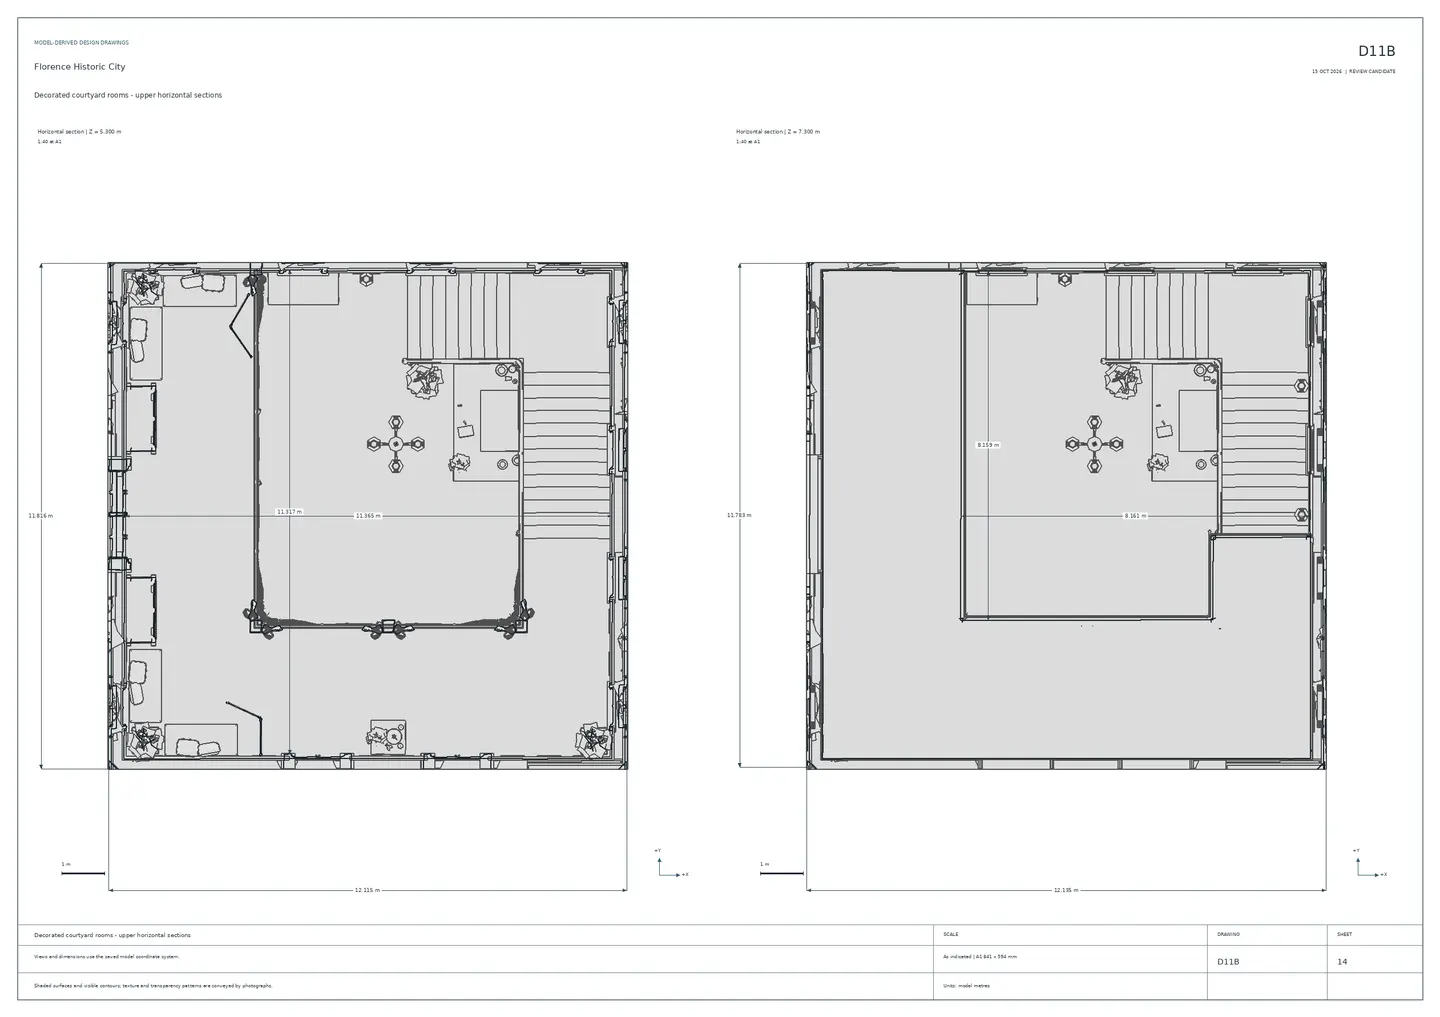 MODEL-DERIVED DESIGN DRAWINGS
Florence Historic City
Decorated courtyard rooms - upper horizontal sections
D11B
15 OCT 2026 | REVIEW CANDIDATE
Horizontal section | Z = 5.300 m
1:40 at A1
Horizontal section | Z = 7.300 m
1:40 at A1
11.816 m
11.317 m
11.365 m
12.115 m
1 m
+Y
+X
11.783 m
8.159 m
8.161 m
12.135 m
1 m
+Y
+X
Decorated courtyard rooms - upper horizontal sections
SCALE
DRAWING
SHEET
Views and dimensions use the saved model coordinate system.
As indicated | A1 841 × 594 mm
D11B
14
Shaded surfaces and visible contours; texture and transparency patterns are conveyed by photographs.
Units: model metres